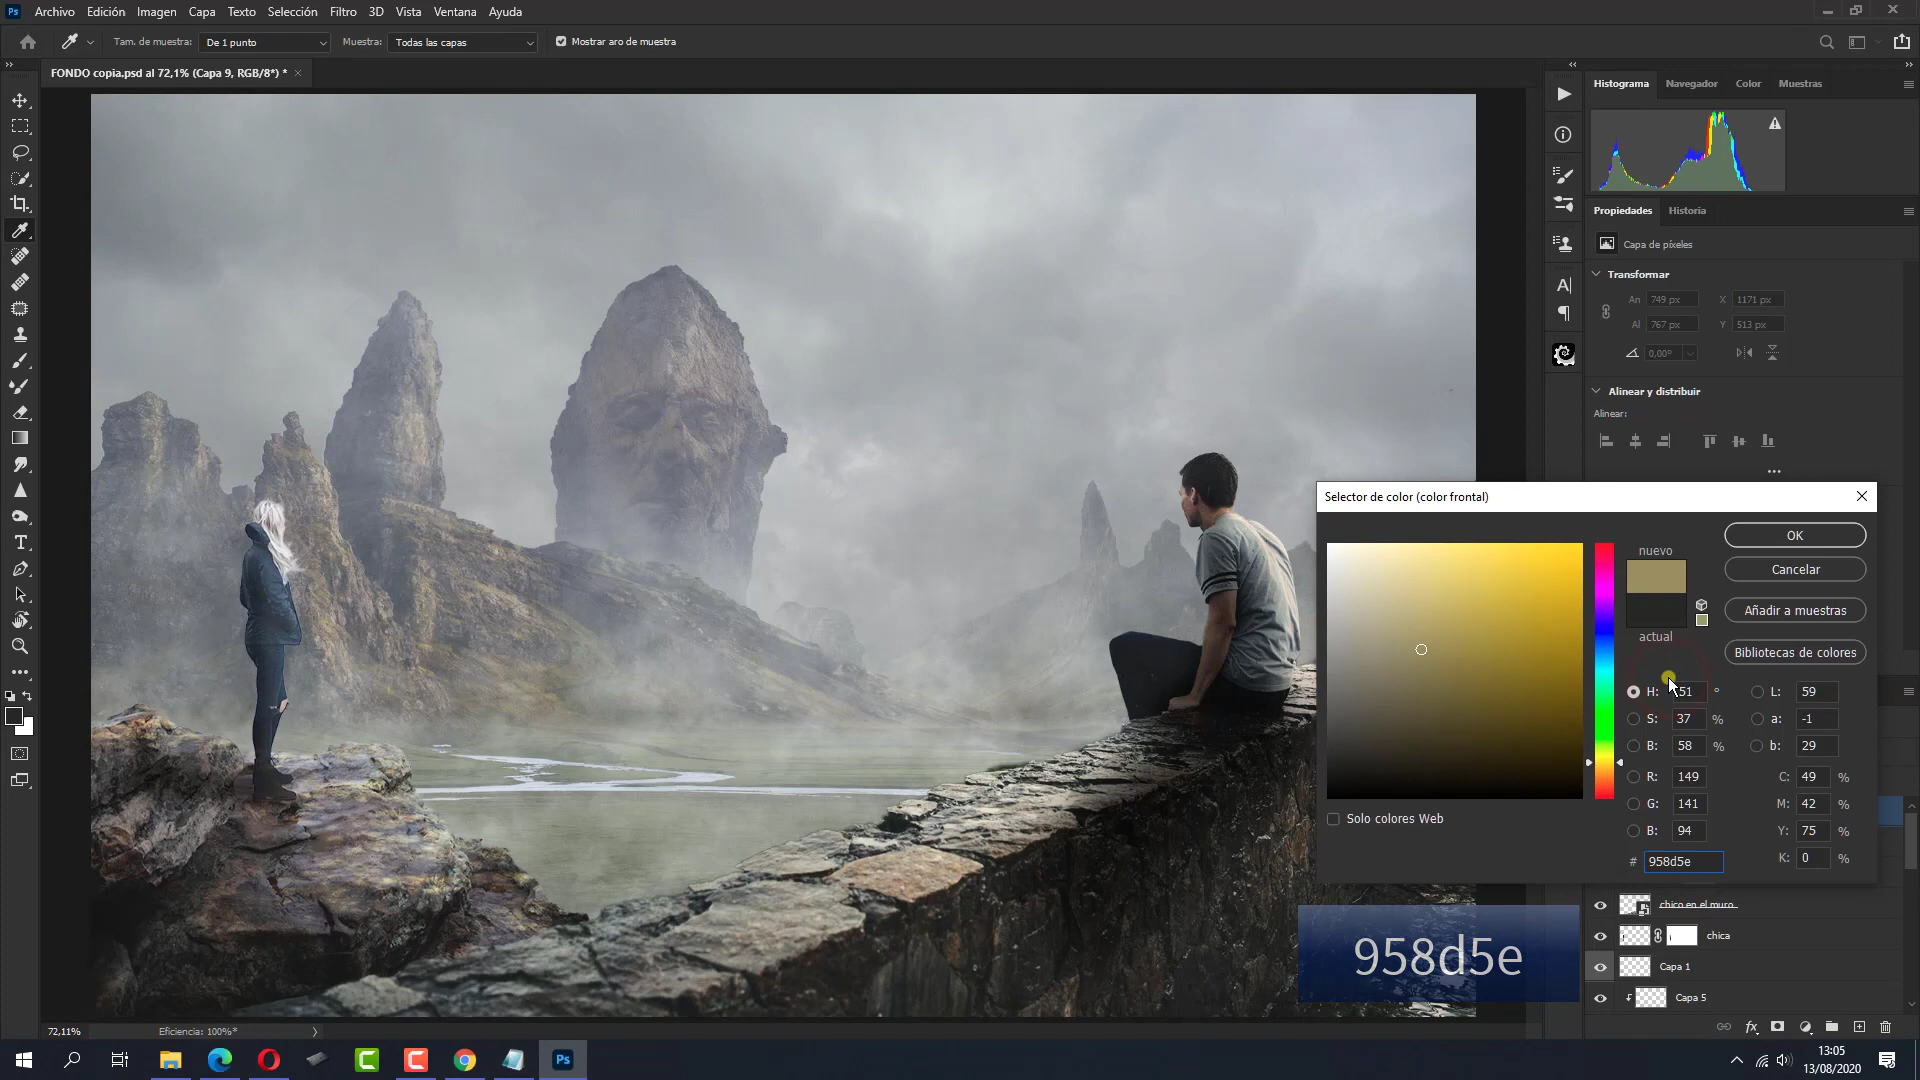 Ps Archivo Edición Imagen Capa Texto Selección Filtro 3D Vista Ventana Ayuda
Tam. de muestra: De 1 punto Muestra: Todas las capas Mostrar aro de muestra
FONDO copia.psd al 72,1% (Capa 9, RGB/8*) *
Histograma Navegador Color Muestras
Propiedades Historia
Capa de píxeles
Transformar
An 749 px X 1171 px
Al 767 px Y 513 px
0,00°
Alinear y distribuir
Alinear:
Selector de color (color frontal)
nuevo
actual
OK
Cancelar
Añadir a muestras
Bibliotecas de colores
H: 51 ° L: 59
S: 37 % a: -1
B: 58 % b: 29
R: 149 C: 49 %
G: 141 M: 42 %
B: 94 Y: 75 %
# 958d5e K: 0 %
Solo colores Web
958d5e
chico en el muro
chica
Capa 1
Capa 5
fx
72,11% Eficiencia: 100%*
Ps
13:05
13/08/2020